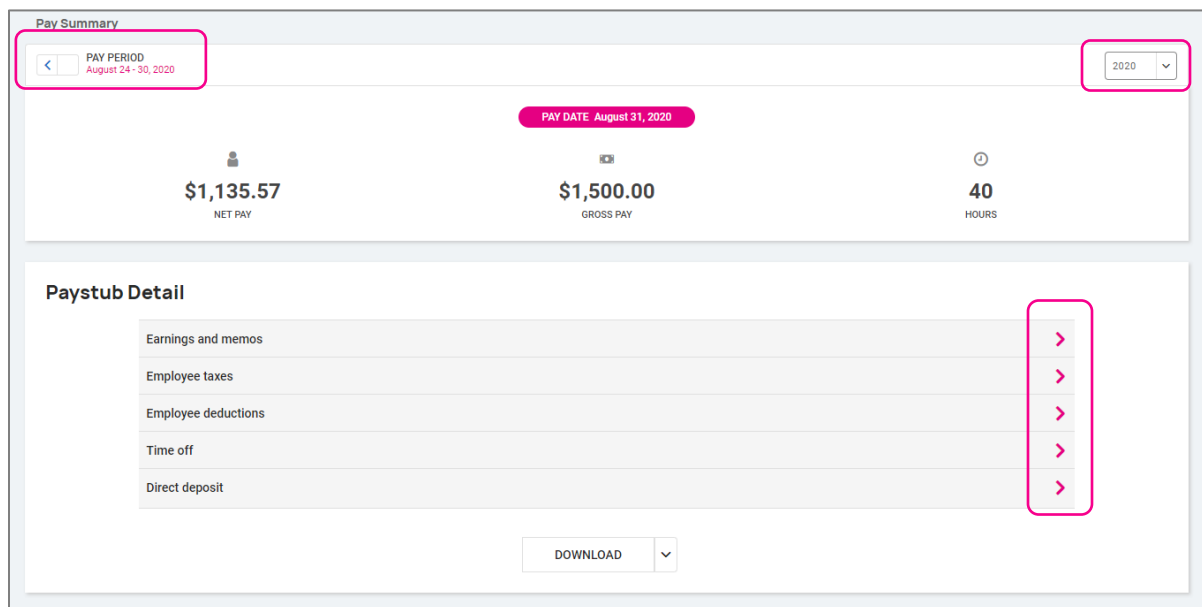 Pay Summary
PAY PERIOD
August 24 - 30, 2020
2020
PAY DATE August 31, 2020
$1,135.57
NET PAY
$1,500.00
GROSS PAY
40
HOURS
Paystub Detail
Earnings and memos
Employee taxes
Employee deductions
Time off
Direct deposit
DOWNLOAD